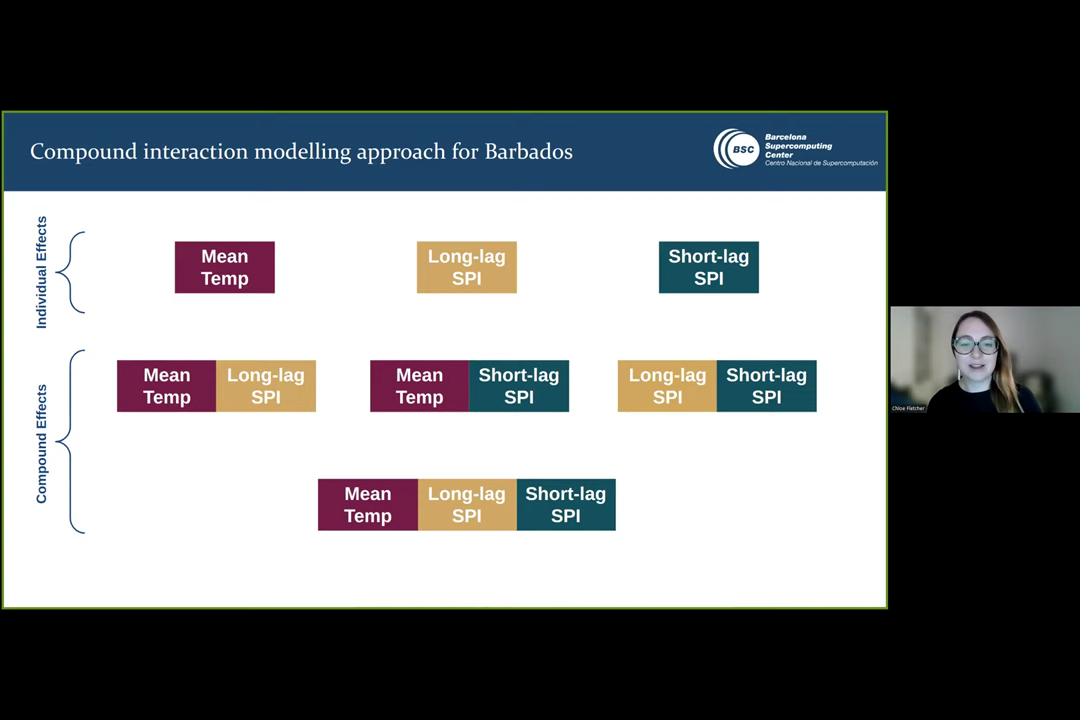 Compound interaction modelling approach for Barbados
BSC
Barcelona
Supercomputing
Center
Centro Nacional de Supercomputación
Individual Effects
Mean
Temp
Long-lag
SPI
Short-lag
SPI
Compound Effects
Mean
Temp
Long-lag
SPI
Mean
Temp
Short-lag
SPI
Long-lag
SPI
Short-lag
SPI
Mean
Temp
Long-lag
SPI
Short-lag
SPI
Chloe Fletcher